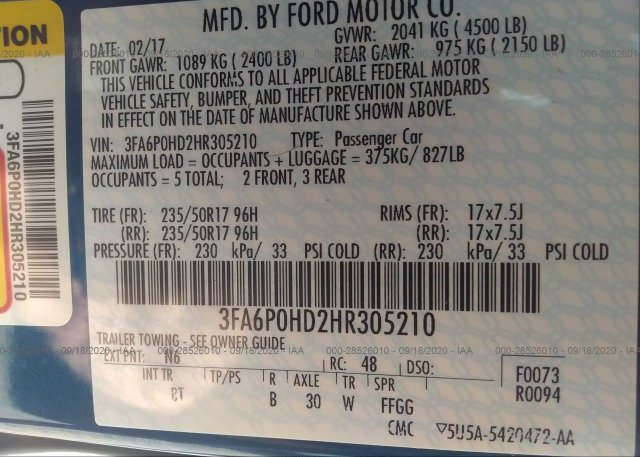 MFD. BY FORD MOTOR CO.
DATE: 02/17 GVWR: 2041 KG ( 4500 LB)
FRONT GAWR: 1089 KG ( 2400 LB) REAR GAWR: 975 KG ( 2150 LB)
THIS VEHICLE CONFORMS TO ALL APPLICABLE FEDERAL MOTOR
VEHICLE SAFETY, BUMPER, AND THEFT PREVENTION STANDARDS
IN EFFECT ON THE DATE OF MANUFACTURE SHOWN ABOVE.
VIN: 3FA6P0HD2HR305210 TYPE: Passenger Car
MAXIMUM LOAD = OCCUPANTS + LUGGAGE = 375KG/ 827LB
OCCUPANTS = 5 TOTAL; 2 FRONT, 3 REAR
TIRE (FR): 235/50R17 96H RIMS (FR): 17x7.5J
(RR): 235/50R17 96H (RR): 17x7.5J
PRESSURE (FR): 230 kPa/ 33 PSI COLD (RR): 230 kPa/ 33 PSI COLD
3FA6P0HD2HR305210
TRAILER TOWING - SEE OWNER GUIDE
000-28526010 - 09/18/2020 - IAA
EXT PNT: N6 RC: 48 DSO:
INT TR TP/PS R AXLE TR SPR F0073
ET B 30 W FFGG R0094
CMC ▽5U5A-5420472-AA
TION
3FA6P0HD2HR305210